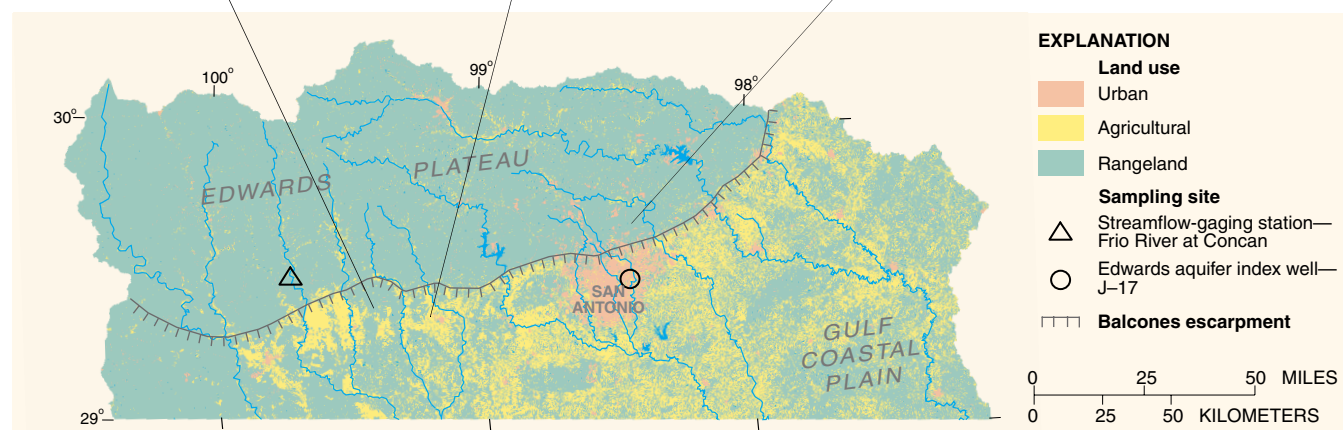 100°
99°
98°
30°
29°
EDWARDS
PLATEAU
SAN
ANTONIO
GULF
COASTAL
PLAIN
EXPLANATION
Land use
Urban
Agricultural
Rangeland
Sampling site
Streamflow-gaging station—
Frio River at Concan
Edwards aquifer index well—
J–17
Balcones escarpment
0 25 50 MILES
0 25 50 KILOMETERS